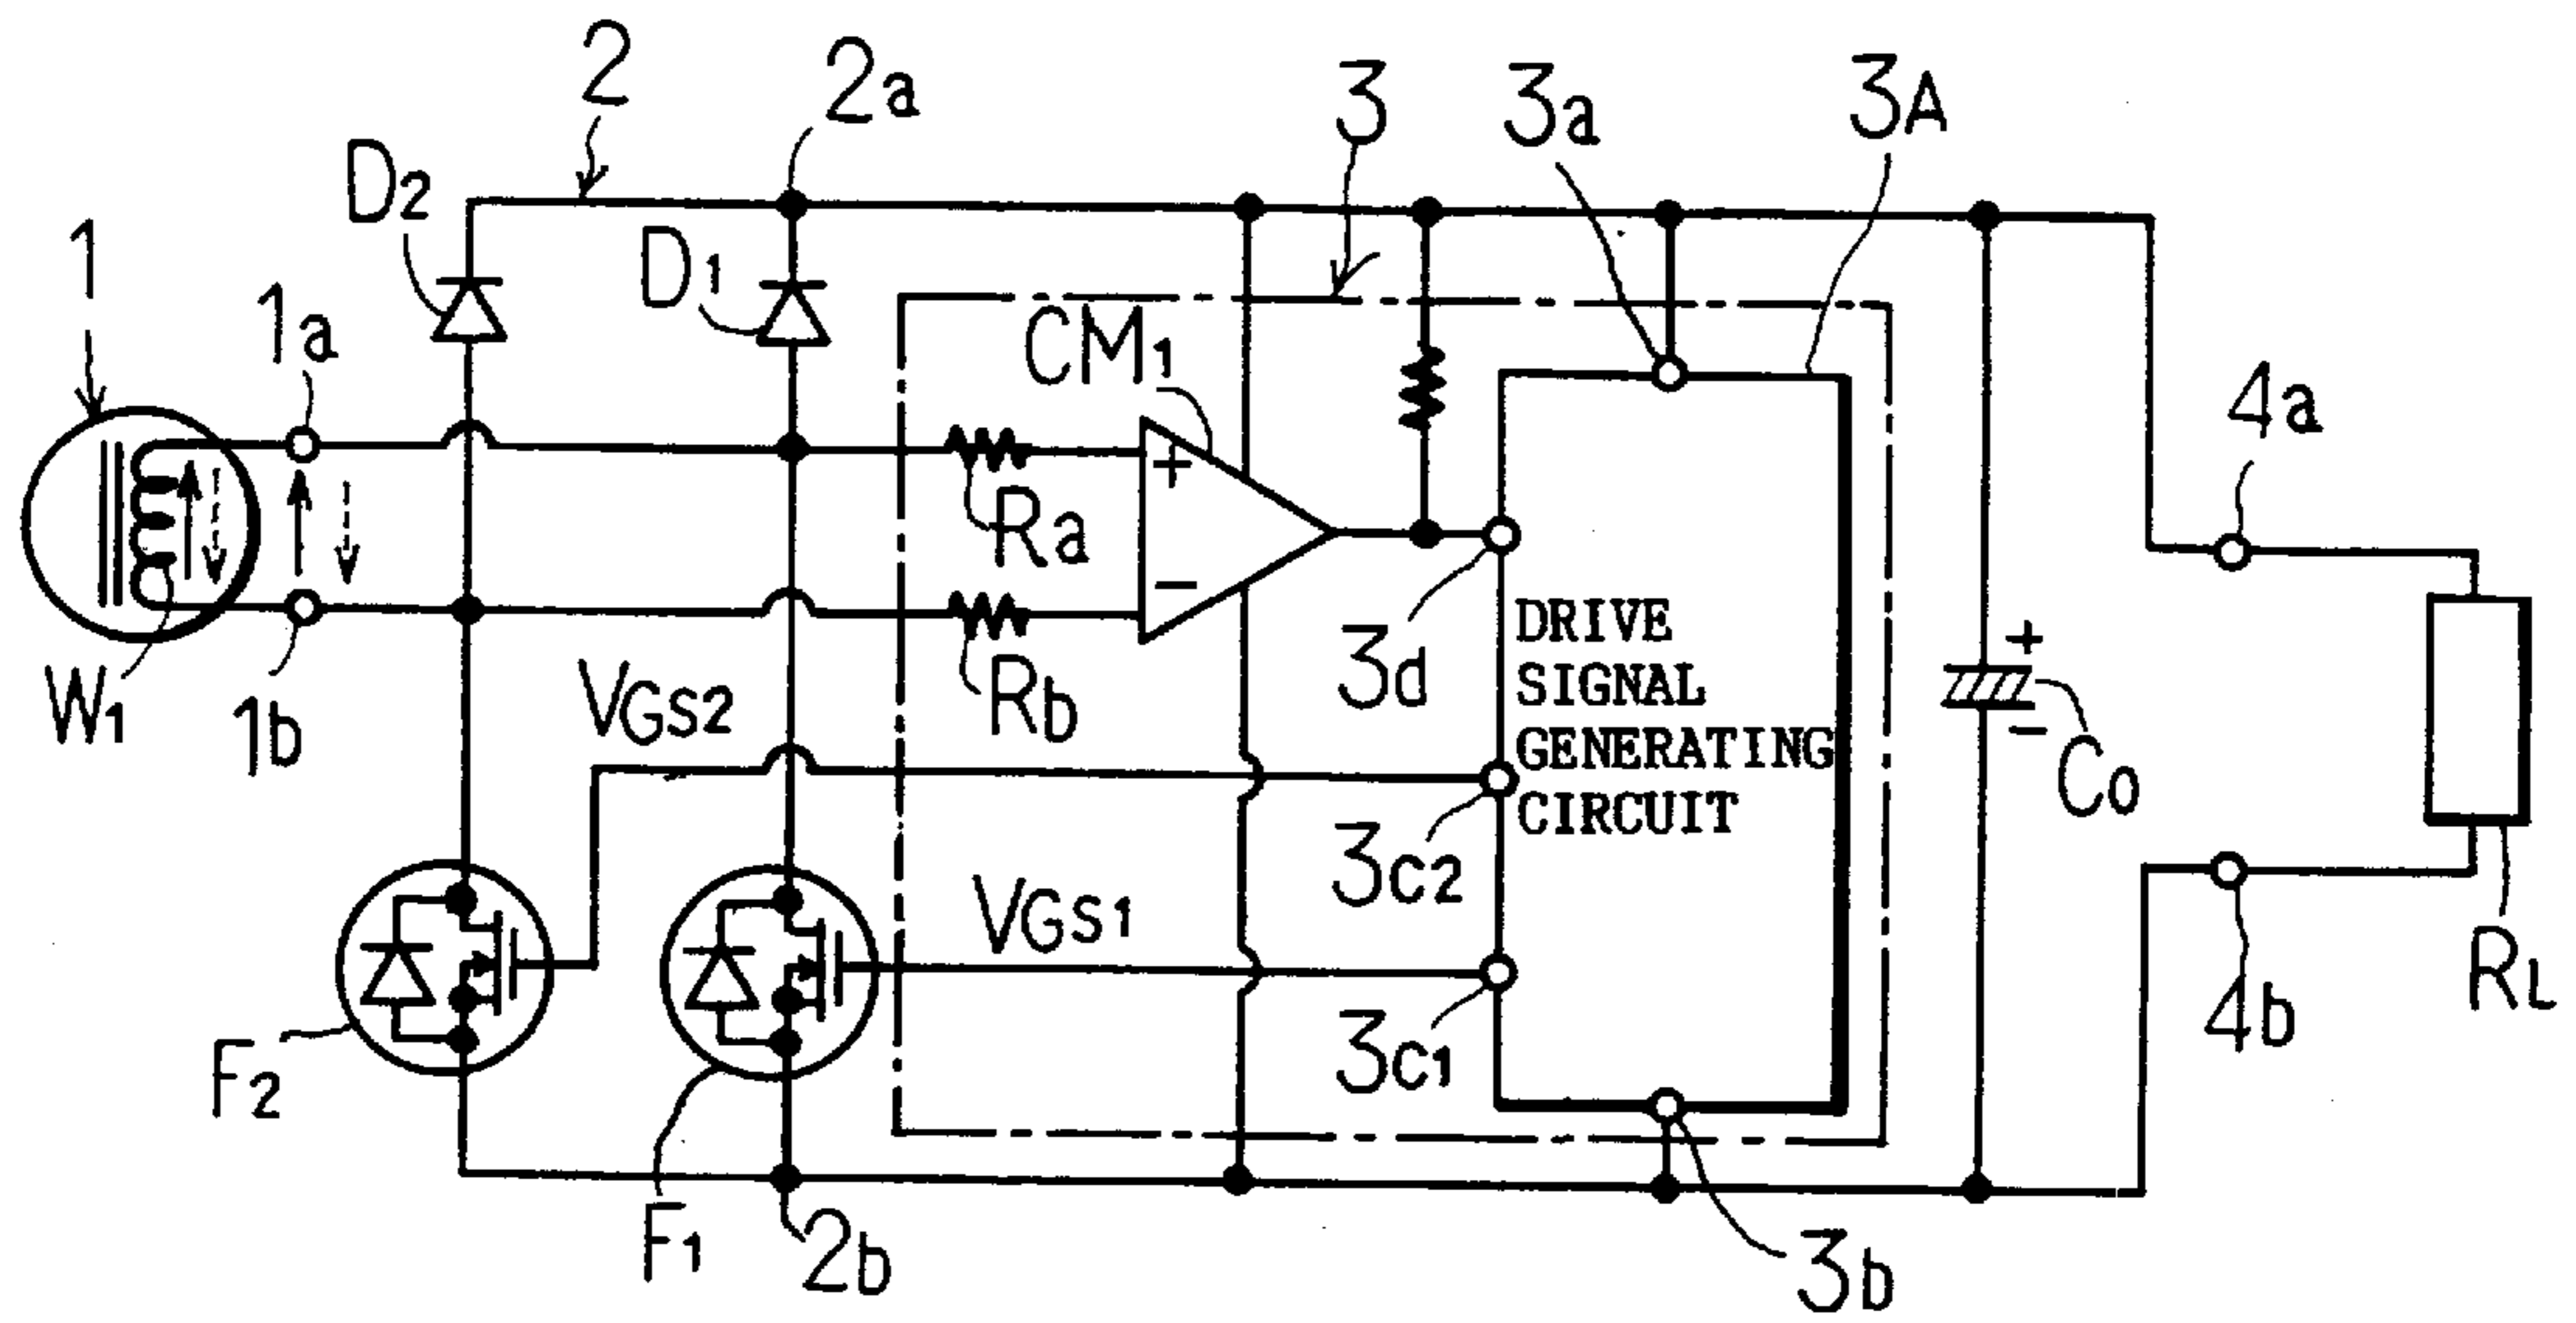 2
2a
3
3a
3A
D2
D1
1
1a
CM1
4a
+
Ra
−
3d
DRIVE
SIGNAL
GENERATING
CIRCUIT
+
−
W1
1b
VGS2
Rb
C0
3c2
VGS1
RL
4b
F2
3c1
F1
2b
3b